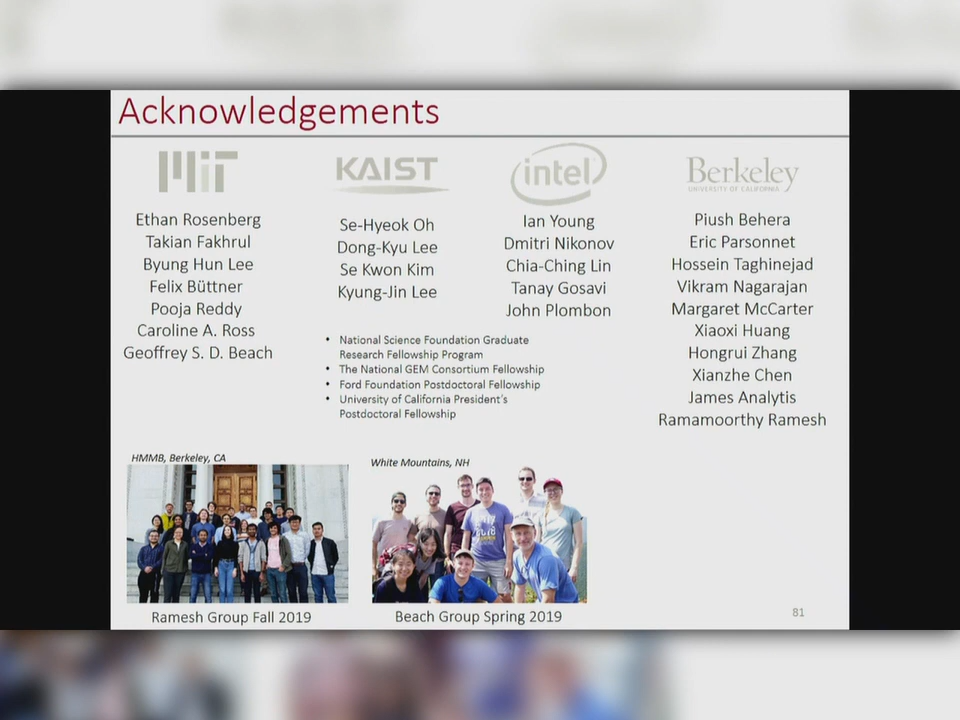 Acknowledgements
MIT
Ethan Rosenberg
Takian Fakhrul
Byung Hun Lee
Felix Büttner
Pooja Reddy
Caroline A. Ross
Geoffrey S. D. Beach
KAIST
Se-Hyeok Oh
Dong-Kyu Lee
Se Kwon Kim
Kyung-Jin Lee
intel
Ian Young
Dmitri Nikonov
Chia-Ching Lin
Tanay Gosavi
John Plombon
Berkeley
UNIVERSITY OF CALIFORNIA
Piush Behera
Eric Parsonnet
Hossein Taghinejad
Vikram Nagarajan
Margaret McCarter
Xiaoxi Huang
Hongrui Zhang
Xianzhe Chen
James Analytis
Ramamoorthy Ramesh
• National Science Foundation Graduate
Research Fellowship Program
• The National GEM Consortium Fellowship
• Ford Foundation Postdoctoral Fellowship
• University of California President's
Postdoctoral Fellowship
HMMB, Berkeley, CA
Ramesh Group Fall 2019
White Mountains, NH
Beach Group Spring 2019
81